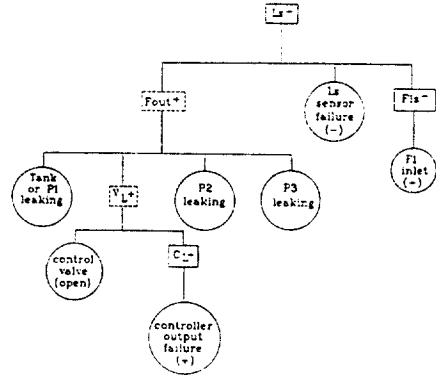 Ls-
Fout+
Ls
sensor
failure
(-)
Fls-
F1
inlet
Tank
or P1
leaking
VL+
P2
leaking
P3
leaking
control
valve
(open)
controller
output
failure
(+)